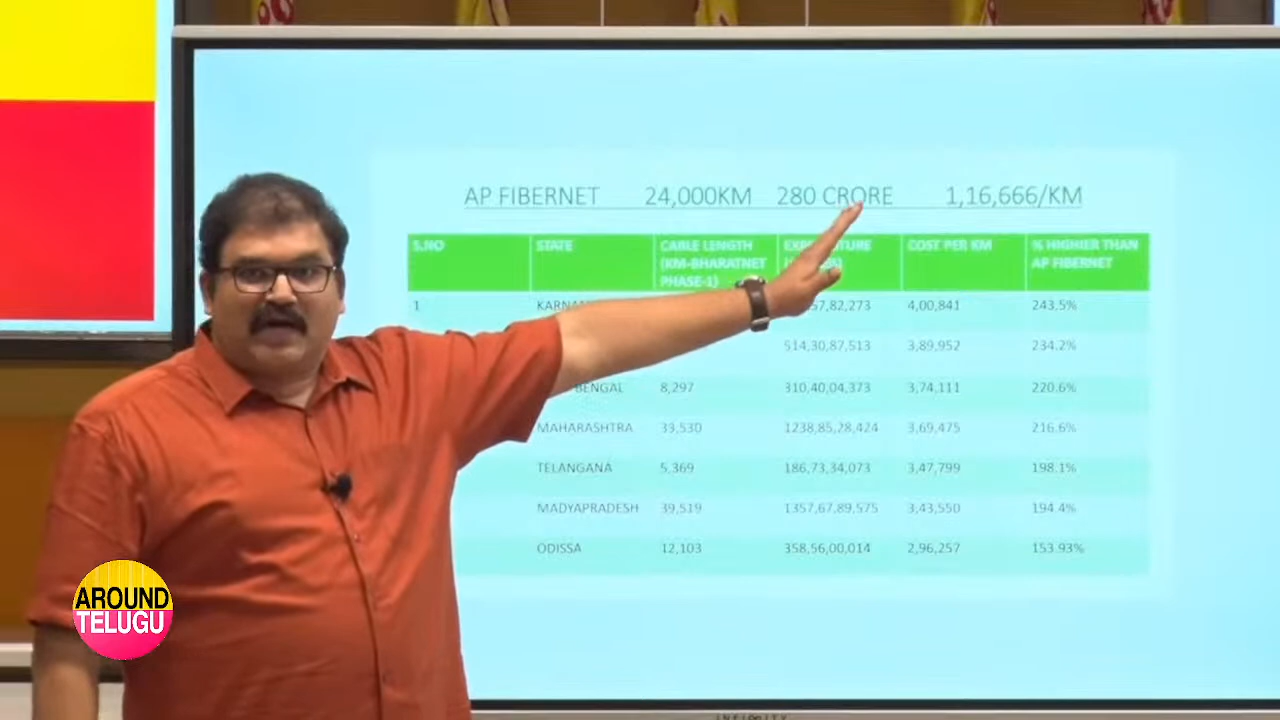 AP FIBERNET 24,000KM 280 CRORE 1,16,666/KM
S.NO STATE CABLE LENGTH (KM-BHARATNET PHASE-1) COST PER KM % HIGHER THAN AP FIBERNET
1 4,00,841 243.5%
514,30,87,513 3,89,952 234.2%
BENGAL 8,297 310,40,04,373 3,74,111 220.6%
MAHARASHTRA 33,530 1238,85,28,424 3,69,475 216.6%
TELANGANA 5,369 186,73,34,073 3,47,799 198.1%
MADYAPRADESH 39,519 1357,67,89,575 3,43,550 194.4%
ODISSA 12,103 358,56,00,014 2,96,257 153.93%
AROUND
TELUGU